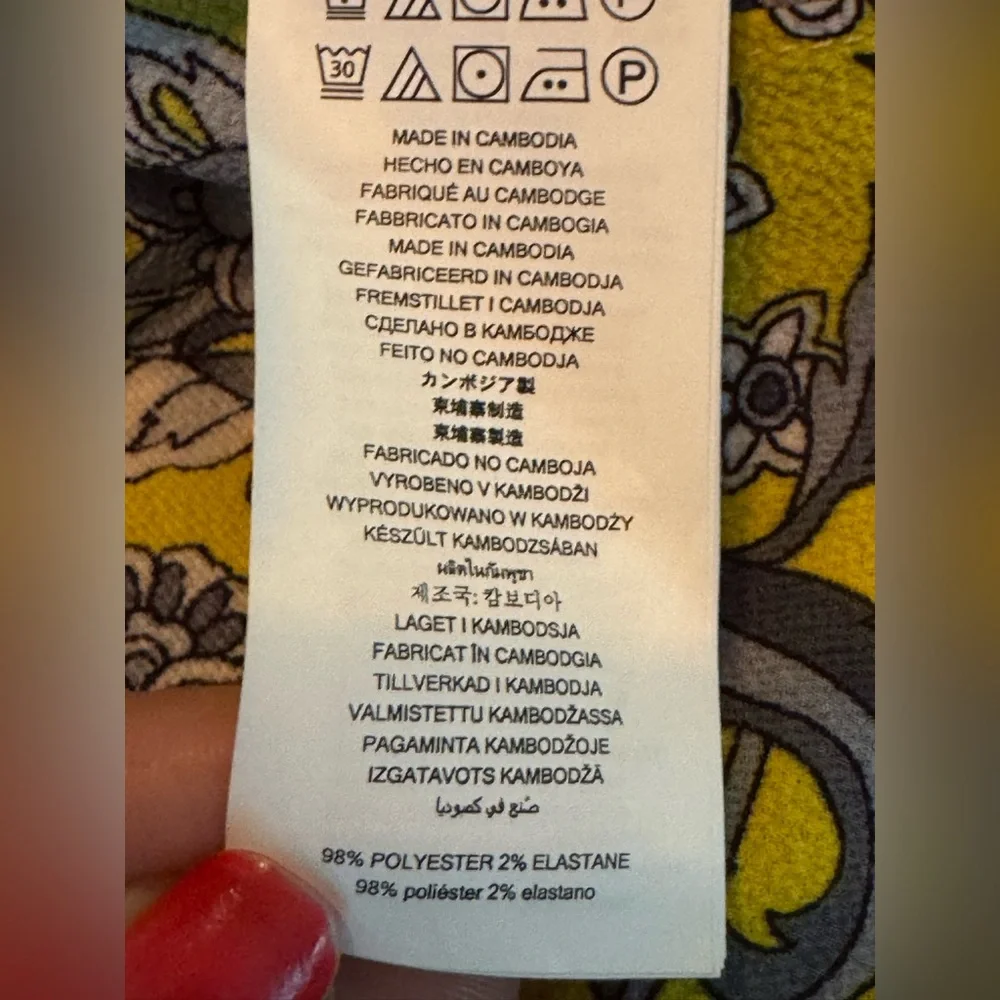 30 P
MADE IN CAMBODIA
HECHO EN CAMBOYA
FABRIQUÉ AU CAMBODGE
FABBRICATO IN CAMBOGIA
MADE IN CAMBODIA
GEFABRICEERD IN CAMBODJA
FREMSTILLET I CAMBODJA
СДЕЛАНО В КАМБОДЖЕ
FEITO NO CAMBODJA
カンボジア製
柬埔寨制造
柬埔寨製造
FABRICADO NO CAMBOJA
VYROBENO V KAMBODŽI
WYPRODUKOWANO W KAMBODŻY
KÉSZÜLT KAMBODZSÁBAN
ผลิตในกัมพูชา
제조국: 캄보디아
LAGET I KAMBODSJA
FABRICAT ÎN CAMBODGIA
TILLVERKAD I KAMBODJA
VALMISTETTU KAMBODŽASSA
PAGAMINTA KAMBODŽOJE
IZGATAVOTS KAMBODŽĀ
صُنع في كمبوديا
98% POLYESTER 2% ELASTANE
98% poliéster 2% elastano